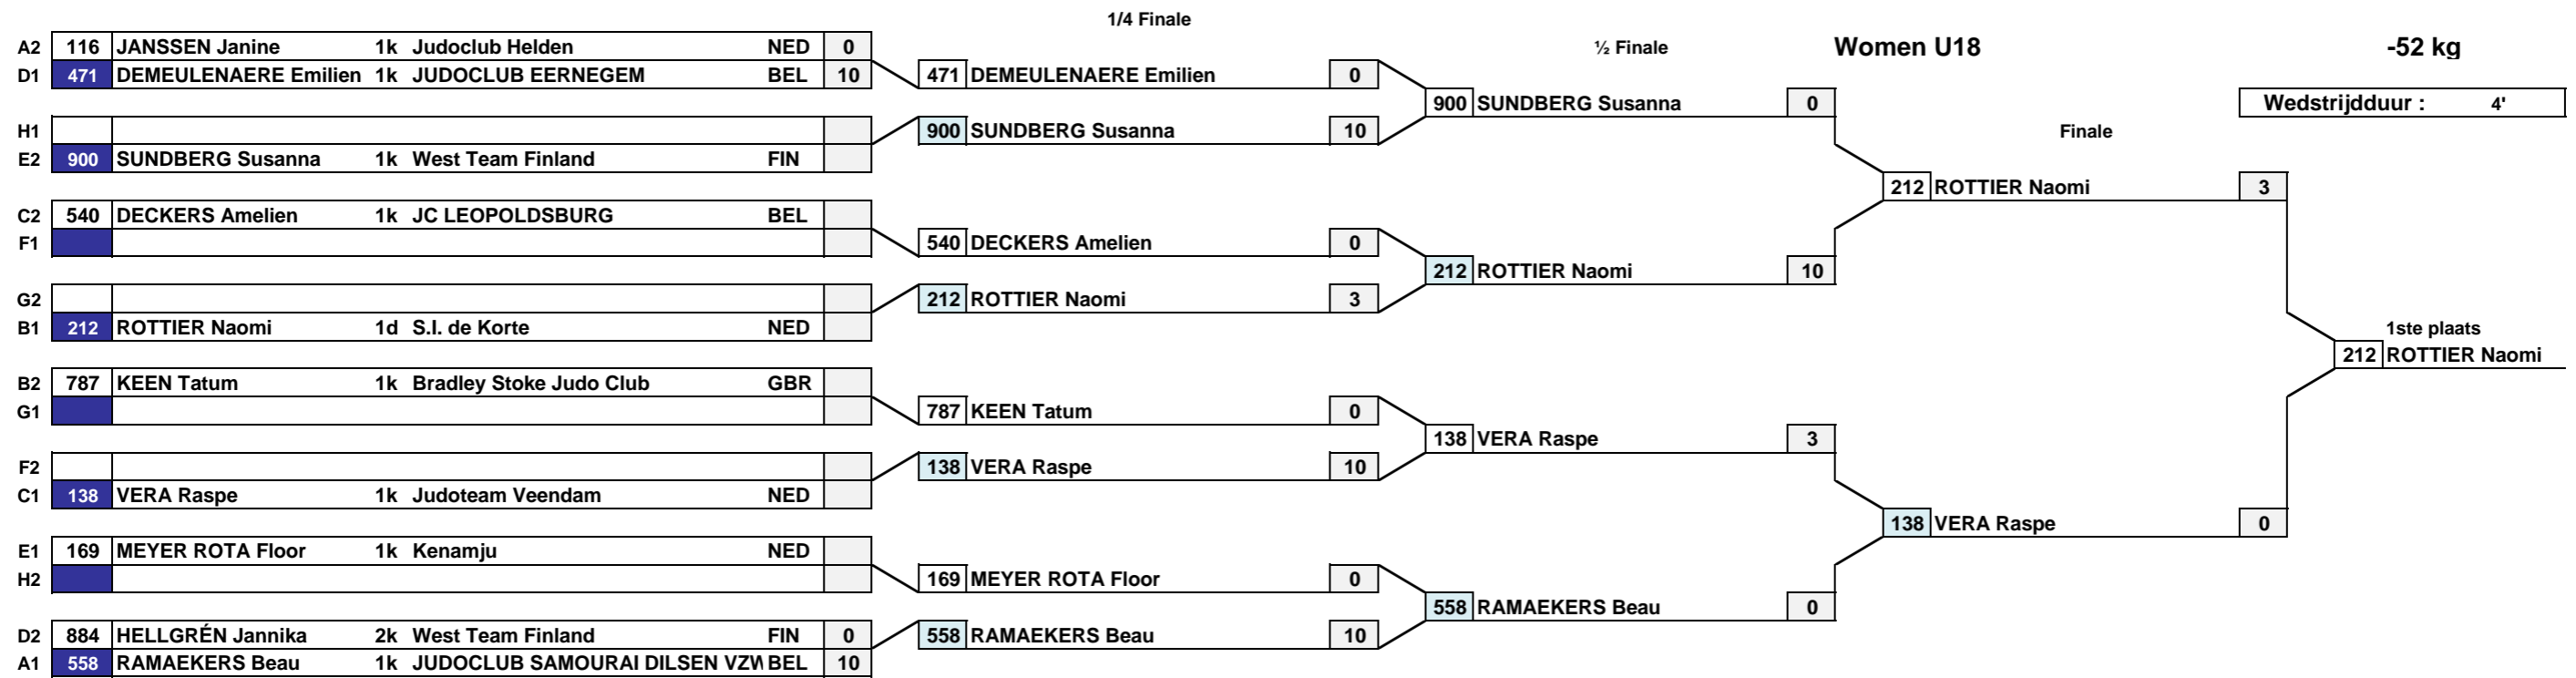 1/4 Finale
½ Finale
Women U18
-52 kg
A2 116 JANSSEN Janine 1k Judoclub Helden NED 0
D1 471 DEMEULENAERE Emilien 1k JUDOCLUB EERNEGEM BEL 10
471 DEMEULENAERE Emilien 0
900 SUNDBERG Susanna 0
Wedstrijdduur : 4'
H1
900 SUNDBERG Susanna 10
Finale
E2 900 SUNDBERG Susanna 1k West Team Finland FIN
212 ROTTIER Naomi 3
C2 540 DECKERS Amelien 1k JC LEOPOLDSBURG BEL
F1
540 DECKERS Amelien 0
212 ROTTIER Naomi 10
G2
212 ROTTIER Naomi 3
B1 212 ROTTIER Naomi 1d S.I. de Korte NED
1ste plaats
212 ROTTIER Naomi
B2 787 KEEN Tatum 1k Bradley Stoke Judo Club GBR
G1
787 KEEN Tatum 0
138 VERA Raspe 3
F2
138 VERA Raspe 10
C1 138 VERA Raspe 1k Judoteam Veendam NED
138 VERA Raspe 0
E1 169 MEYER ROTA Floor 1k Kenamju NED
H2
169 MEYER ROTA Floor 0
558 RAMAEKERS Beau 0
D2 884 HELLGRÉN Jannika 2k West Team Finland FIN 0
558 RAMAEKERS Beau 10
A1 558 RAMAEKERS Beau 1k JUDOCLUB SAMOURAI DILSEN VZW BEL 10